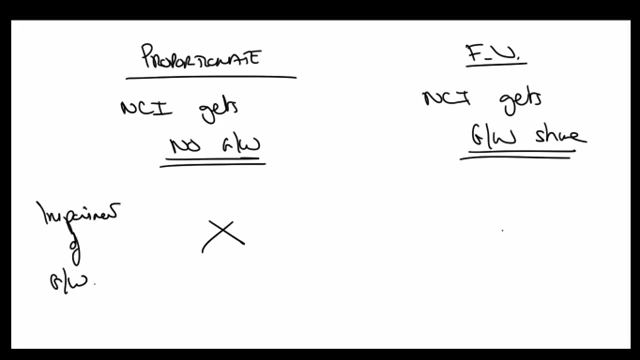 PROPORTIONATE
F.V.
NCI gets
NCI gets
NO G/W
G/W share
Impairment
of
G/W.